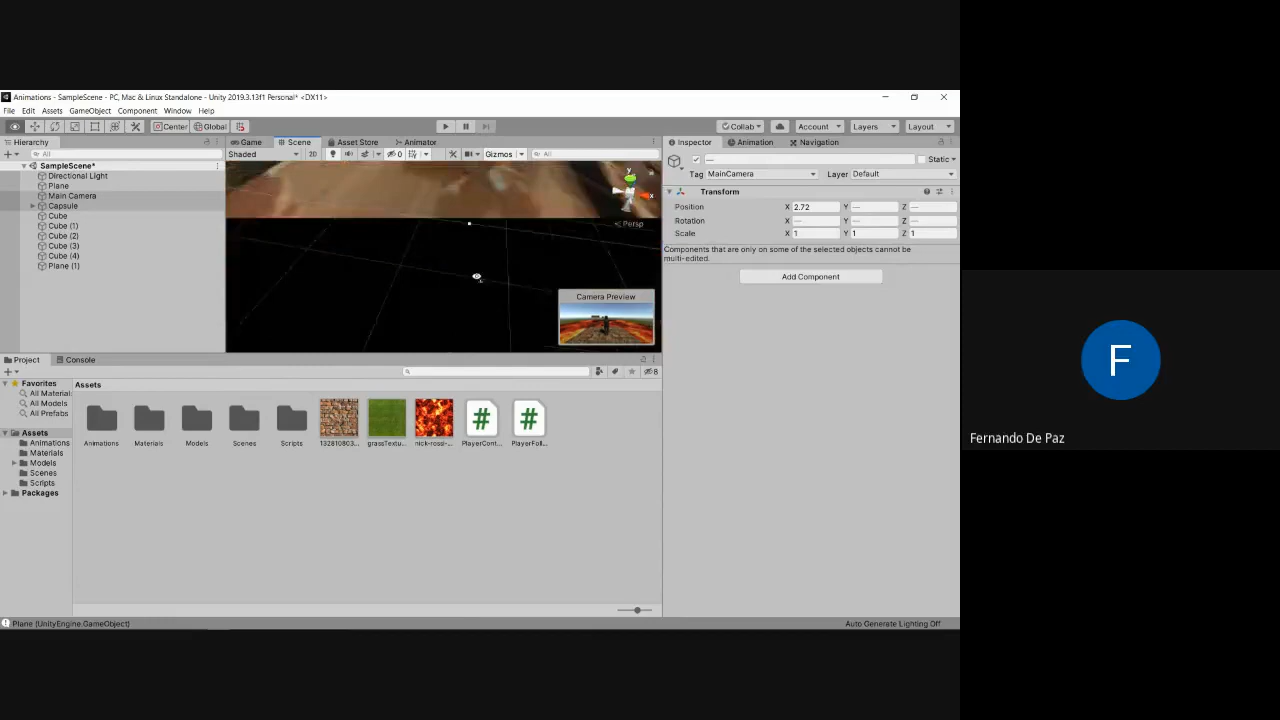 Animations - SampleScene - PC, Mac & Linux Standalone - Unity 2019.3.13f1 Personal* <DX11>
File Edit Assets GameObject Component Window Help
Center Global Collab Account Layers Layout
Hierarchy
All
SampleScene*
Directional Light
Plane
Main Camera
Capsule
Cube
Cube (1)
Cube (2)
Cube (3)
Cube (4)
Plane (1)
Game Scene Asset Store Animator
Shaded 2D 0 Gizmos All
y
x
Persp
Camera Preview
Inspector Animation Navigation
— Static
Tag MainCamera Layer Default
Transform
Position X 2.72 Y — Z —
Rotation X — Y — Z —
Scale X 1 Y 1 Z 1
Components that are only on some of the selected objects cannot be
multi-edited.
Add Component
Project Console
8
Favorites
All Materials
All Models
All Prefabs
Assets
Animations
Materials
Models
Scenes
Scripts
Packages
Assets
Animations Materials Models Scenes Scripts 132810803... grassTextu... nick-ross-... PlayerCont... PlayerFoll...
Plane (UnityEngine.GameObject)
Auto Generate Lighting Off
F
Fernando De Paz